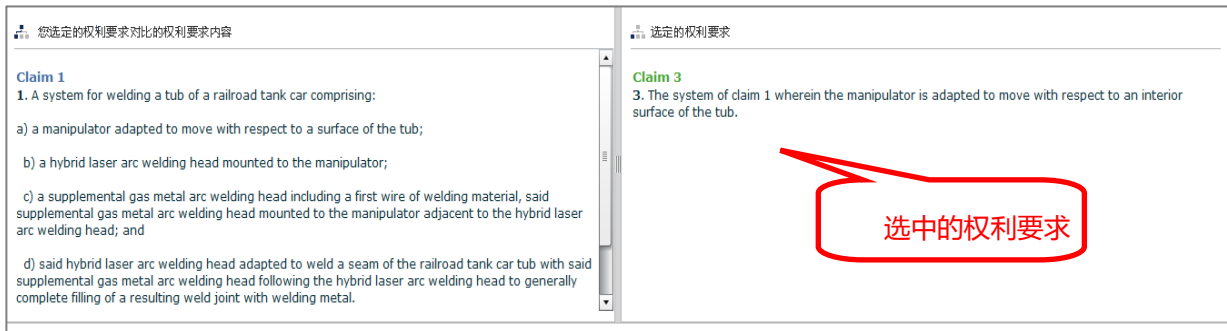 您选定的权利要求对比的权利要求内容
Claim 1
1. A system for welding a tub of a railroad tank car comprising:
a) a manipulator adapted to move with respect to a surface of the tub;
b) a hybrid laser arc welding head mounted to the manipulator;
c) a supplemental gas metal arc welding head including a first wire of welding material, said
supplemental gas metal arc welding head mounted to the manipulator adjacent to the hybrid laser
arc welding head; and
d) said hybrid laser arc welding head adapted to weld a seam of the railroad tank car tub with said
supplemental gas metal arc welding head following the hybrid laser arc welding head to generally
complete filling of a resulting weld joint with welding metal.
选定的权利要求
Claim 3
3. The system of claim 1 wherein the manipulator is adapted to move with respect to an interior
surface of the tub.
选中的权利要求